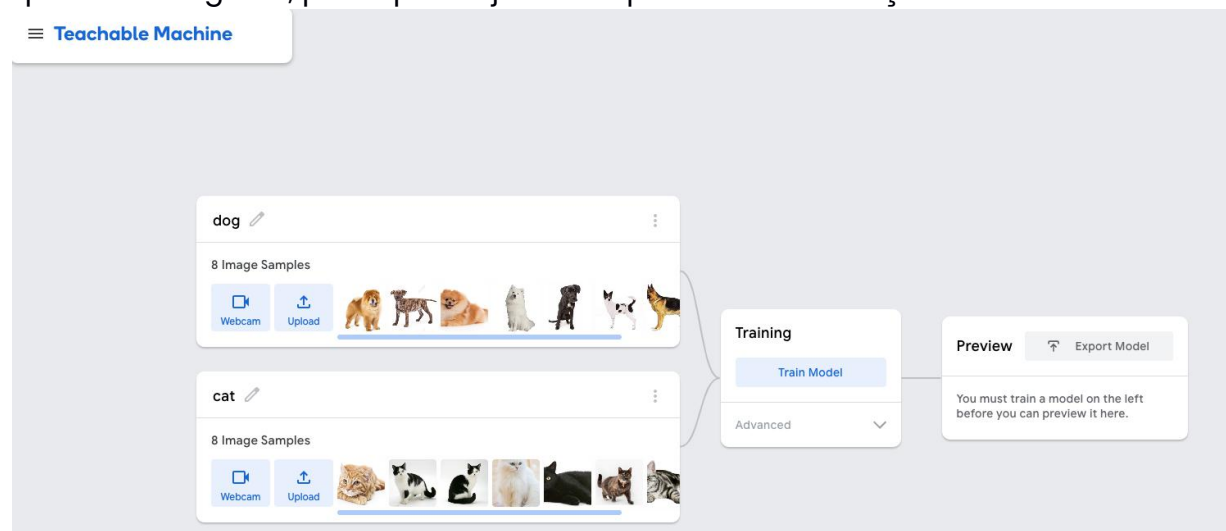 Teachable Machine
dog
8 Image Samples
Webcam
Upload
cat
8 Image Samples
Webcam
Upload
Training
Train Model
Advanced
Preview
Export Model
You must train a model on the left
before you can preview it here.